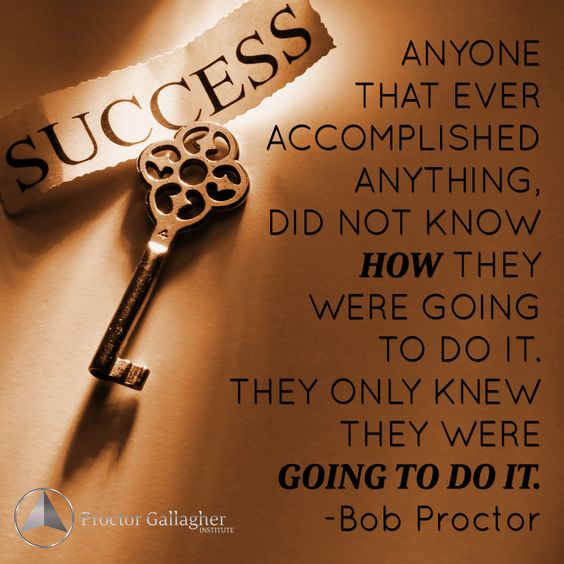 SUCCESS
ANYONE
THAT EVER
ACCOMPLISHED
ANYTHING,
DID NOT KNOW
HOW THEY
WERE GOING
TO DO IT.
THEY ONLY KNEW
THEY WERE
GOING TO DO IT.
-Bob Proctor
Proctor Gallagher
INSTITUTE